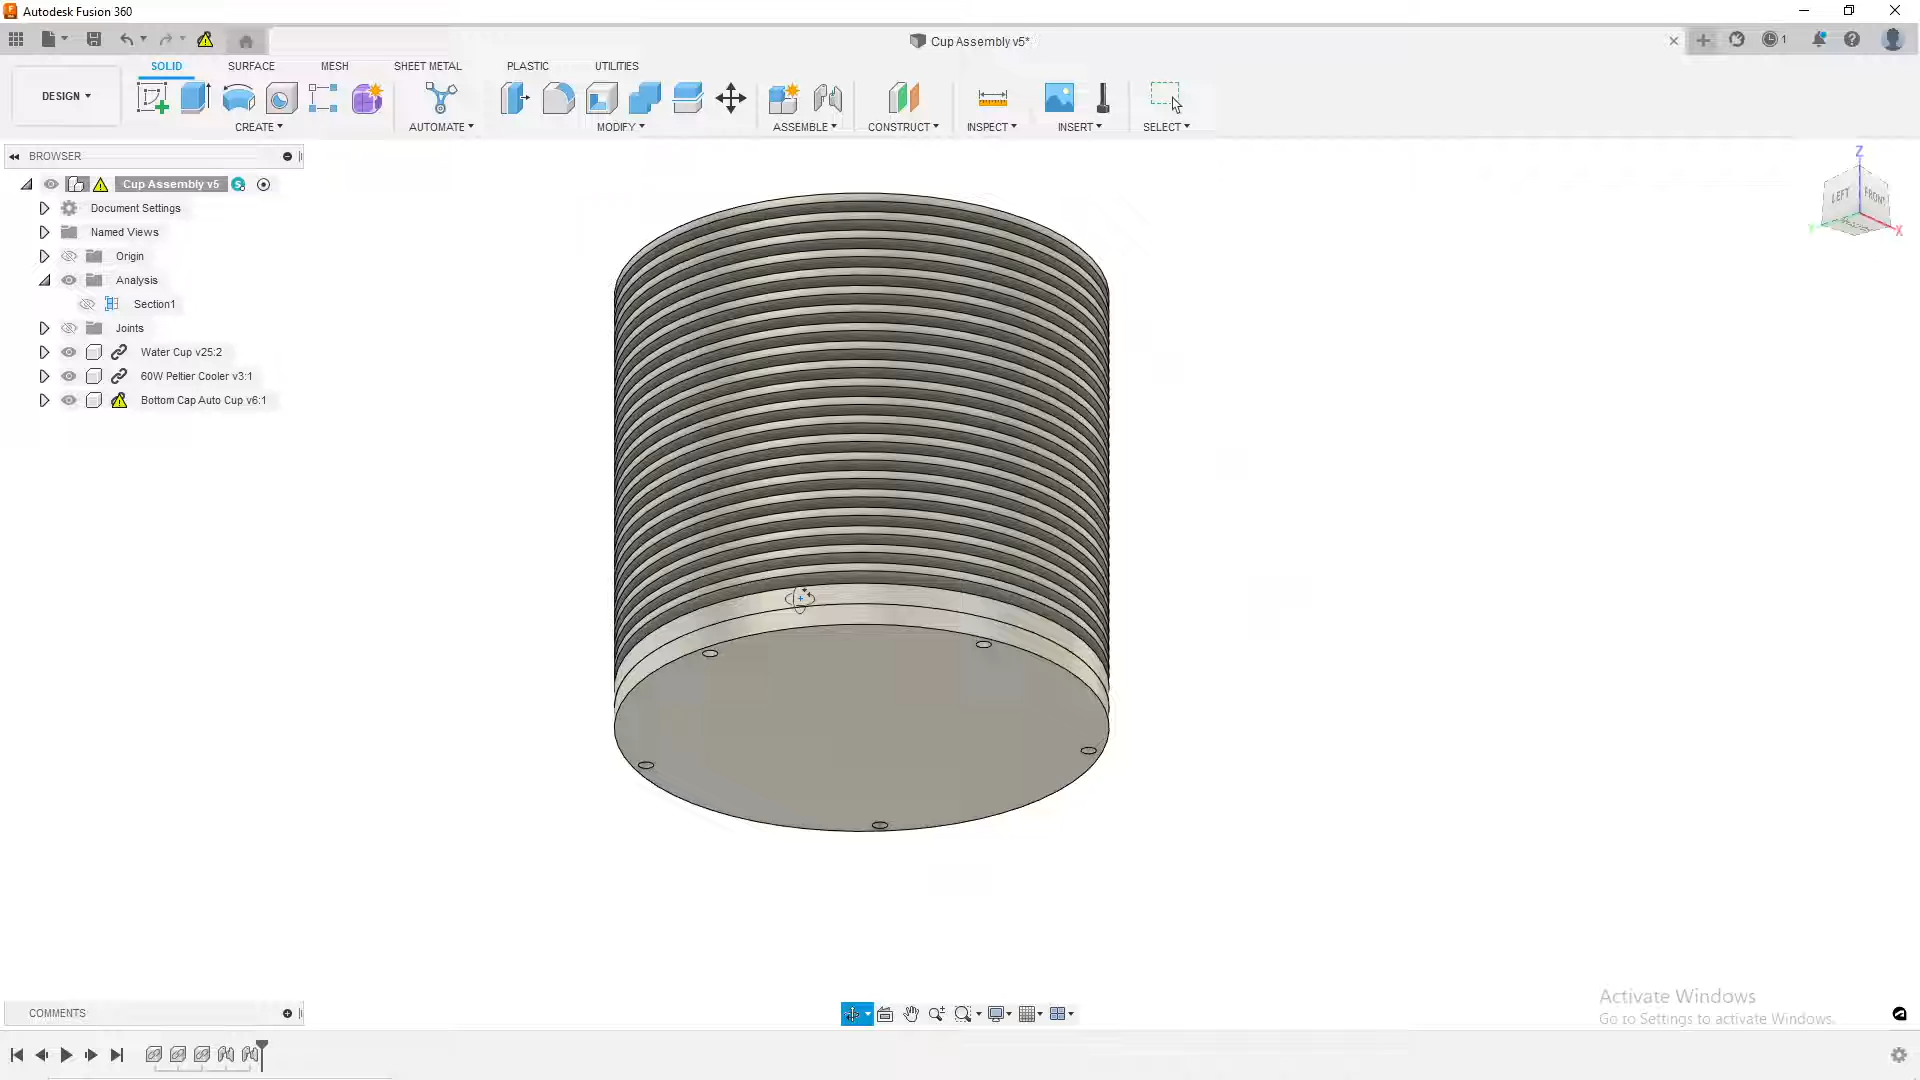 Autodesk Fusion 360
Cup Assembly v5*
1
SOLID
SURFACE
MESH
SHEET METAL
PLASTIC
UTILITIES
DESIGN
CREATE
AUTOMATE
MODIFY
ASSEMBLE
CONSTRUCT
INSPECT
INSERT
SELECT
BROWSER
Cup Assembly v5
S
Document Settings
Named Views
Origin
Analysis
Section1
Joints
Water Cup v25:2
60W Peltier Cooler v3:1
Bottom Cap Auto Cup v6:1
Z
LEFT
FRONT
Y
X
COMMENTS
Activate Windows
Go to Settings to activate Windows.